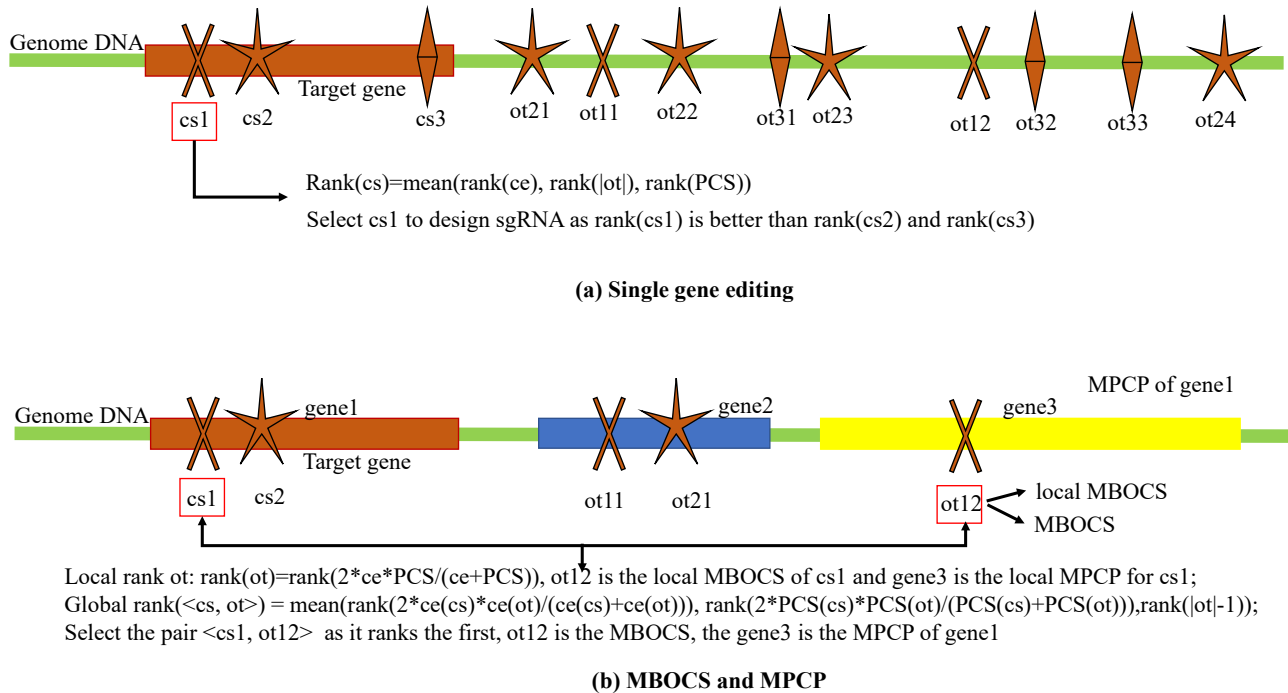 Genome DNA
Target gene
cs1 cs2 cs3 ot21 ot11 ot22 ot31 ot23 ot12 ot32 ot33 ot24
Rank(cs)=mean(rank(ce), rank(|ot|), rank(PCS))
Select cs1 to design sgRNA as rank(cs1) is better than rank(cs2) and rank(cs3)
(a) Single gene editing
MPCP of gene1
Genome DNA gene1 gene2 gene3
Target gene
cs1 cs2 ot11 ot21 ot12 local MBOCS
MBOCS
Local rank ot: rank(ot)=rank(2*ce*PCS/(ce+PCS)), ot12 is the local MBOCS of cs1 and gene3 is the local MPCP for cs1;
Global rank(<cs, ot>) = mean(rank(2*ce(cs)*ce(ot)/(ce(cs)+ce(ot))), rank(2*PCS(cs)*PCS(ot)/(PCS(cs)+PCS(ot))),rank(|ot|-1));
Select the pair <cs1, ot12> as it ranks the first, ot12 is the MBOCS, the gene3 is the MPCP of gene1
(b) MBOCS and MPCP